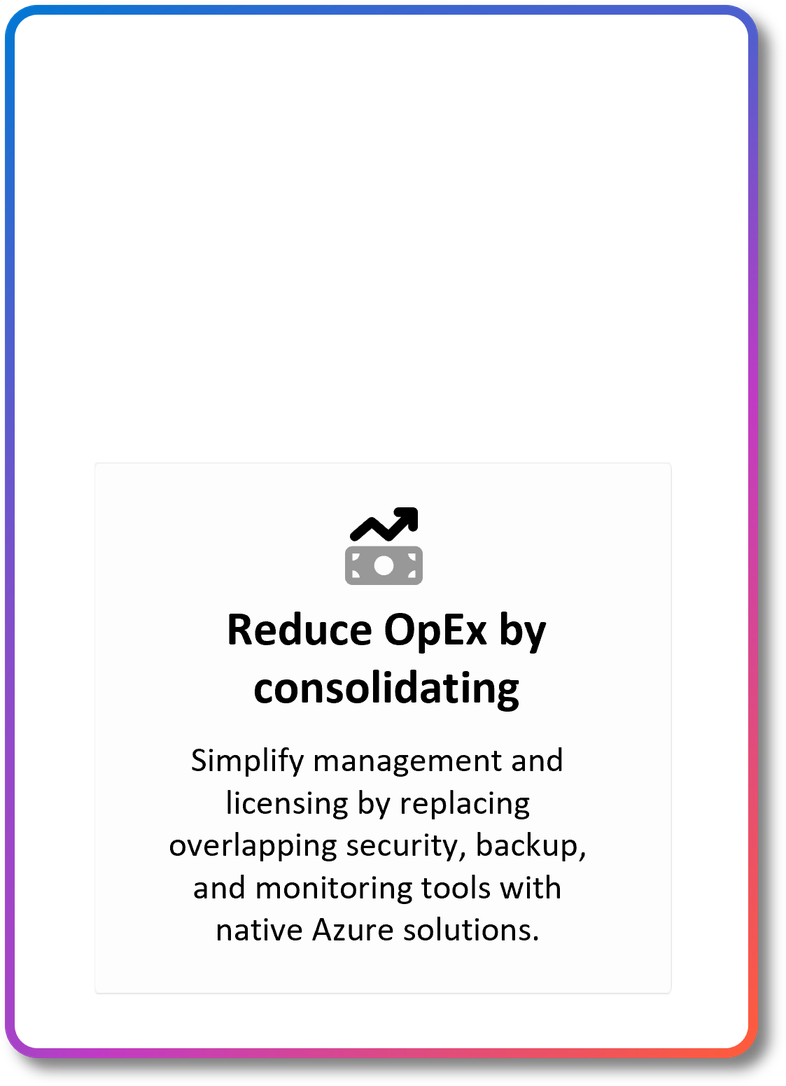 Reduce OpEx by
consolidating
Simplify management and
licensing by replacing
overlapping security, backup,
and monitoring tools with
native Azure solutions.